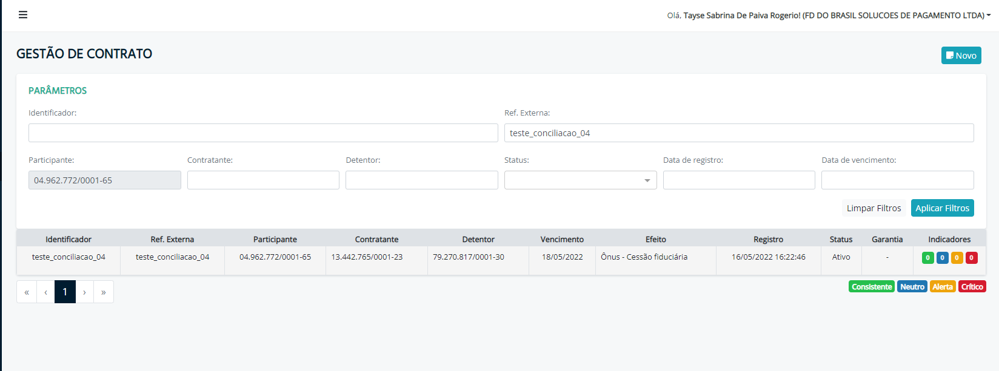 Olá, Tayse Sabrina De Paiva Rogerio! (FD DO BRASIL SOLUCOES DE PAGAMENTO LTDA)
GESTÃO DE CONTRATO
Novo
PARÂMETROS
Identificador: Ref. Externa:
teste_conciliacao_04
Participante: Contratante: Detentor: Status: Data de registro: Data de vencimento:
04.962.772/0001-65
Limpar Filtros Aplicar Filtros
Identificador Ref. Externa Participante Contratante Detentor Vencimento Efeito Registro Status Garantia Indicadores
teste_conciliacao_04 teste_conciliacao_04 04.962.772/0001-65 13.442.765/0001-23 79.270.817/0001-30 18/05/2022 Ônus - Cessão fiduciária 16/05/2022 16:22:46 Ativo - 0 0 0 0
« ‹ 1 › » Consistente Neutro Alerta Crítico